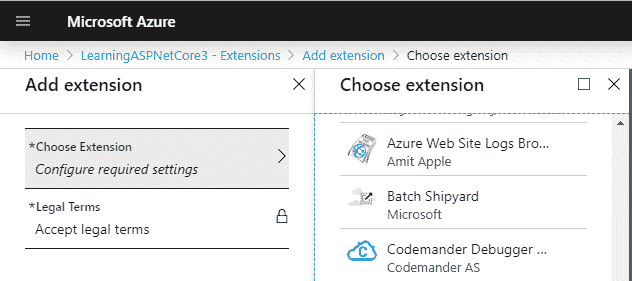 Microsoft Azure
Home > LearningASPNetCore3 - Extensions > Add extension > Choose extension
Add extension
*Choose Extension
Configure required settings
*Legal Terms
Accept legal terms
Choose extension
Azure Web Site Logs Bro...
Amit Apple
Batch Shipyard
Microsoft
Codemander Debugger ...
Codemander AS